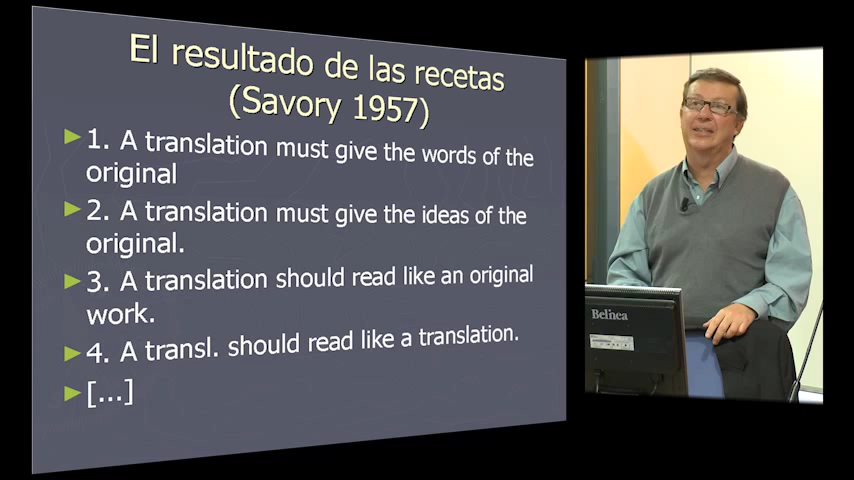 El resultado de las recetas
(Savory 1957)
1. A translation must give the words of the
original
2. A translation must give the ideas of the
original.
3. A translation should read like an original
work.
4. A transl. should read like a translation.
[...]
Belinea